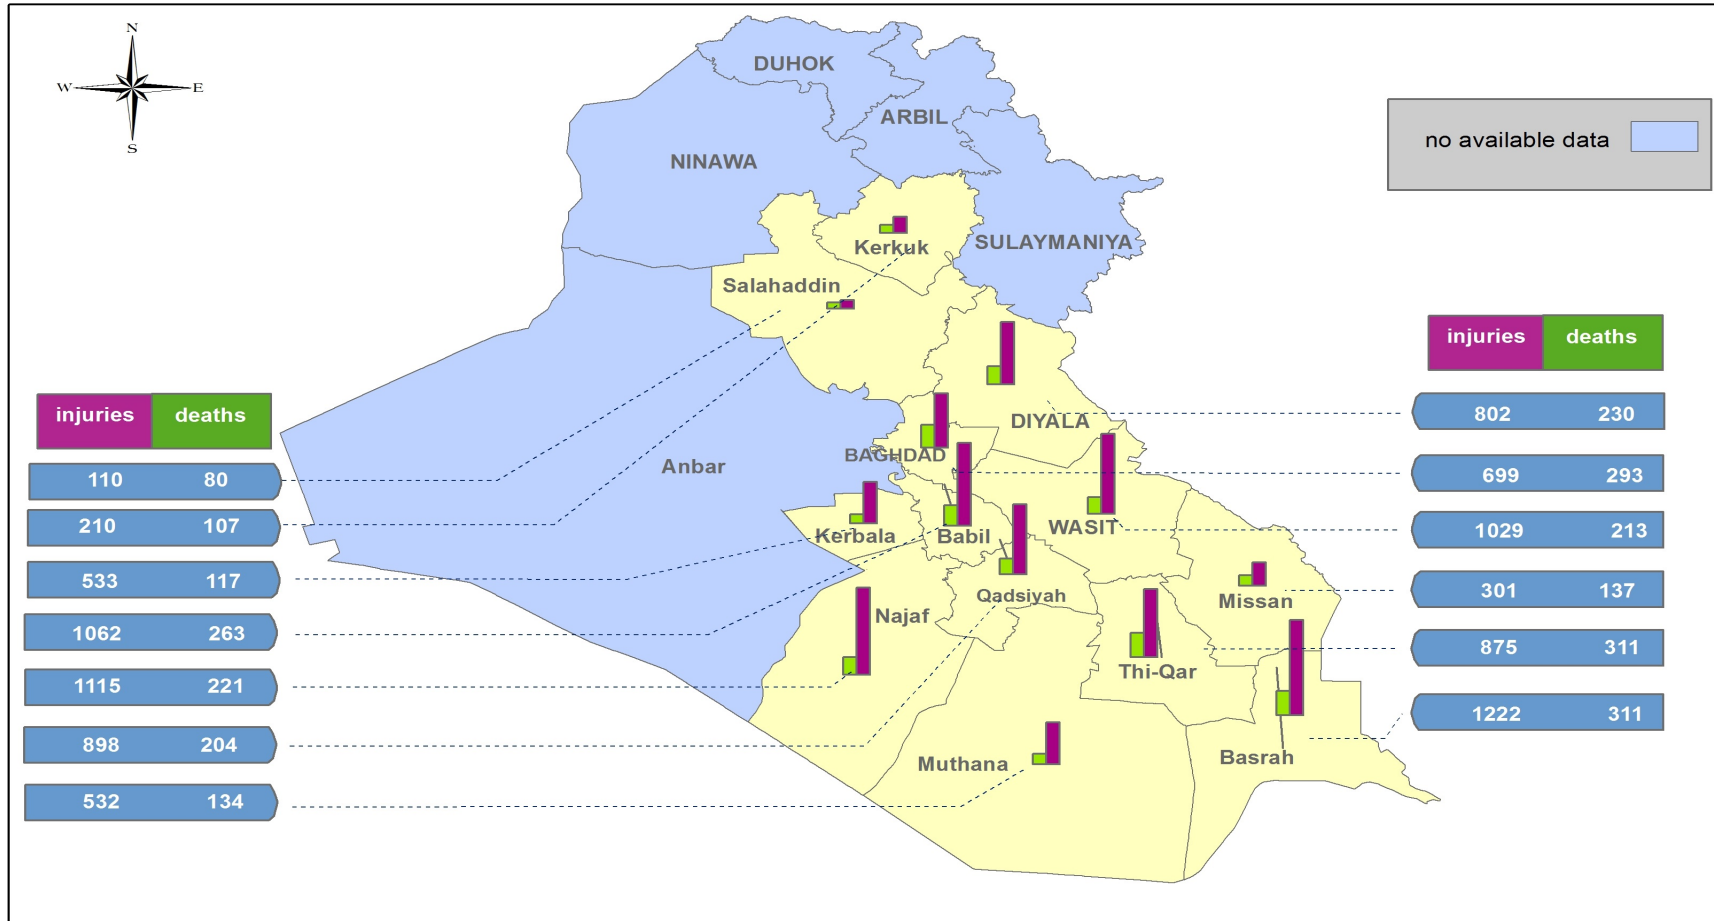 N
W E
S
DUHOK
ARBIL
NINAWA
no available data
SULAYMANIYA
Kerkuk
Salahaddin
injuries deaths
802 230
699 293
1029 213
301 137
875 311
1222 311
injuries deaths
110 80
210 107
533 117
1062 263
1115 221
898 204
532 134
DIYALA
BAGHDAD
Anbar
Kerbala
Babil
WASIT
Qadsiyah
Missan
Najaf
Thi-Qar
Muthana
Basrah